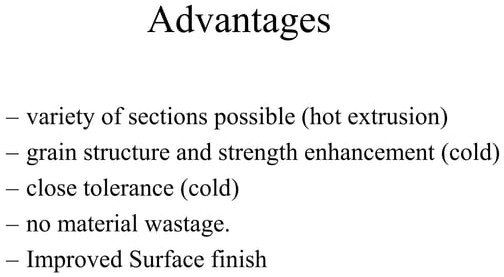 Advantages
– variety of sections possible (hot extrusion)
– grain structure and strength enhancement (cold)
– close tolerance (cold)
– no material wastage.
– Improved Surface finish